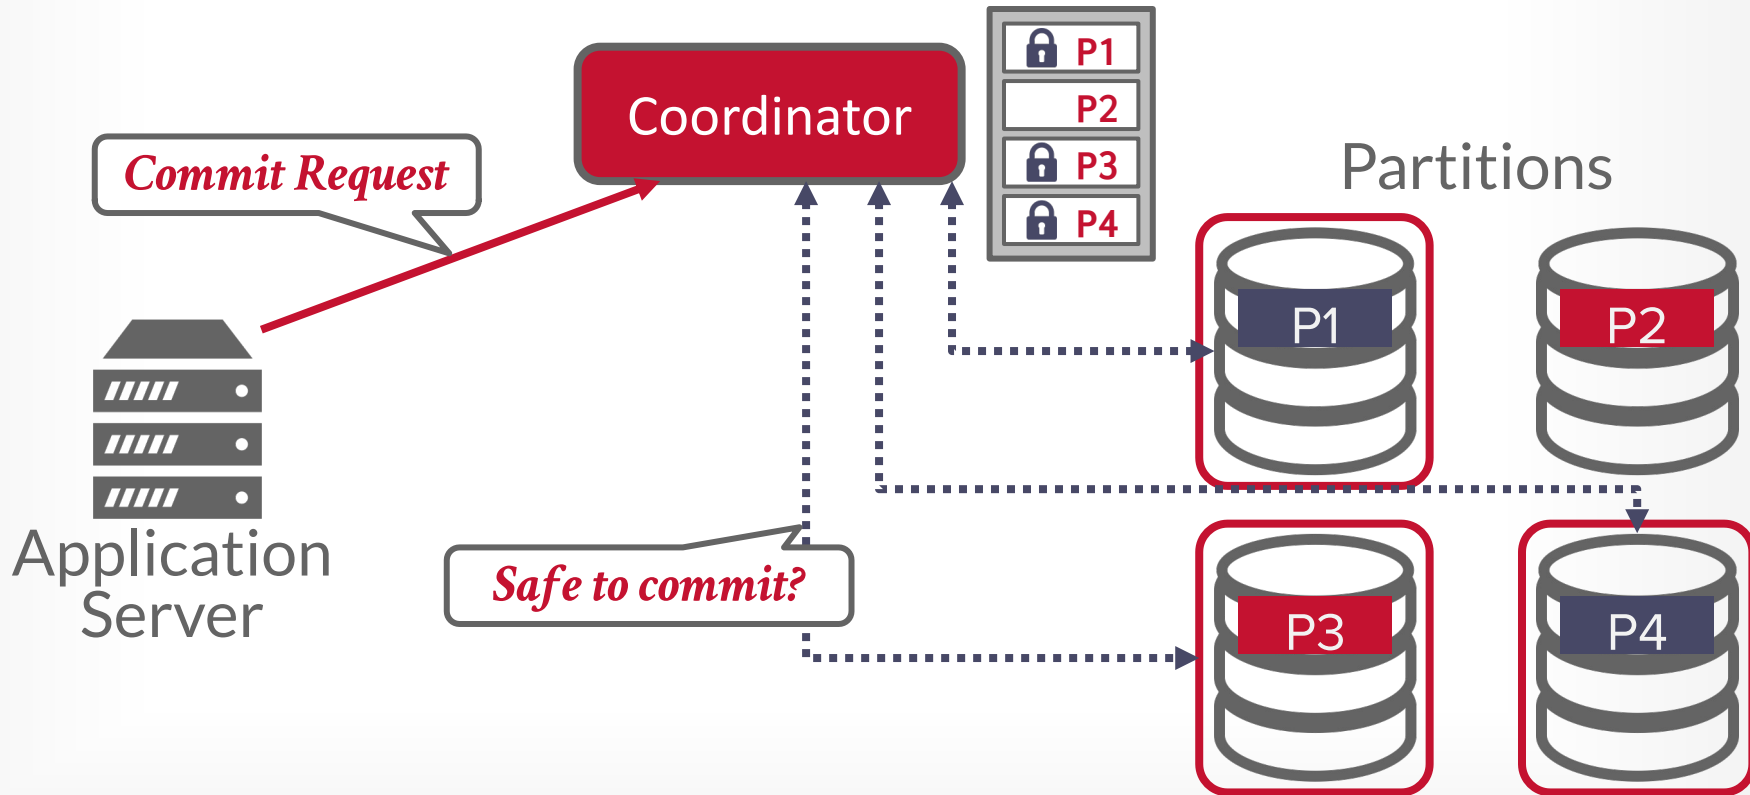 Coordinator
P1
P2
P3
P4
Commit Request
Partitions
P1
P2
Application
Server
Safe to commit?
P3
P4